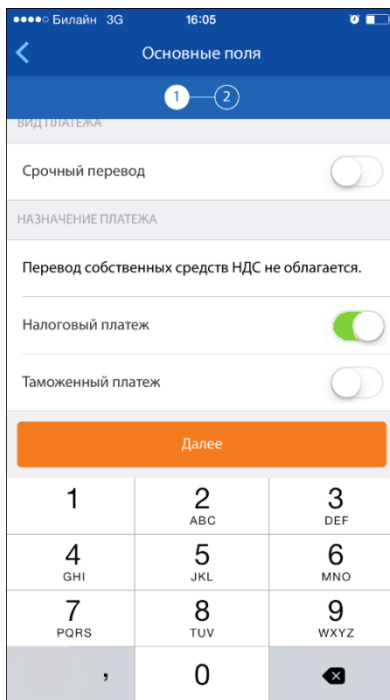 Билайн 3G 16:05
Основные поля
1 2
ВИД ПЛАТЕЖА
Срочный перевод
НАЗНАЧЕНИЕ ПЛАТЕЖА
Перевод собственных средств НДС не облагается.
Налоговый платеж
Таможенный платеж
Далее
1 2 3
ABC DEF
4 5 6
GHI JKL MNO
7 8 9
PQRS TUV WXYZ
, 0